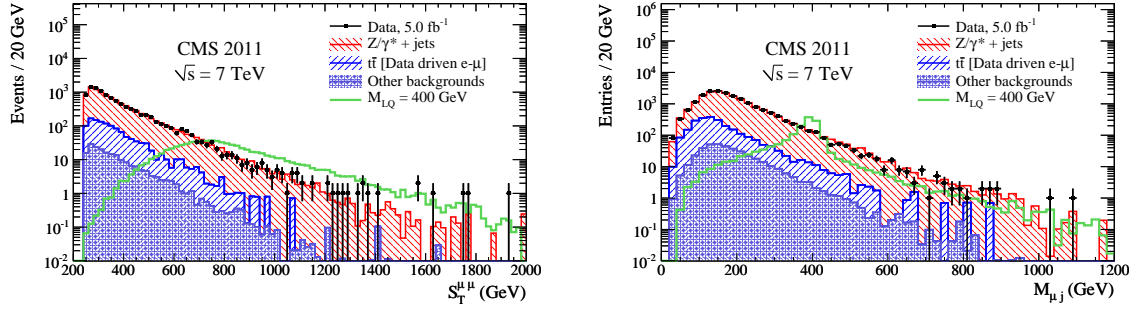 Events / 20 GeV
10⁵
10⁴
10³
10²
10
1
10⁻¹
10⁻²
CMS 2011
√s = 7 TeV
Data, 5.0 fb⁻¹
Z/γ* + jets
tt̄ [Data driven e-μ]
Other backgrounds
M_LQ = 400 GeV
200 400 600 800 1000 1200 1400 1600 1800 2000
S_T^μμ (GeV)
Entries / 20 GeV
10⁶
10⁵
10⁴
10³
10²
10
1
10⁻¹
10⁻²
CMS 2011
√s = 7 TeV
Data, 5.0 fb⁻¹
Z/γ* + jets
tt̄ [Data driven e-μ]
Other backgrounds
M_LQ = 400 GeV
0 200 400 600 800 1000 1200
M_μj (GeV)